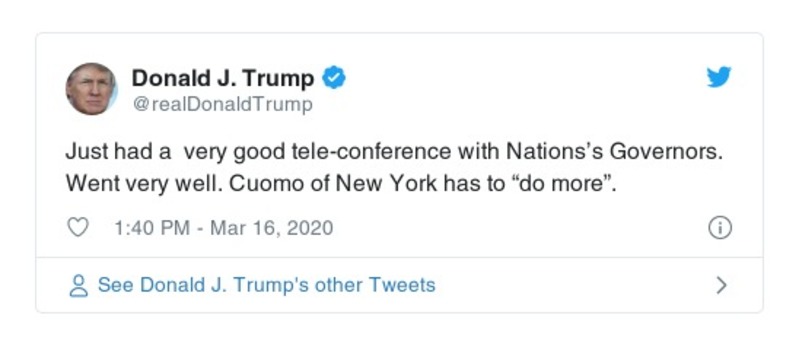 Donald J. Trump
@realDonaldTrump
Just had a  very good tele-conference with Nations’s Governors.
Went very well. Cuomo of New York has to “do more”.
1:40 PM - Mar 16, 2020
See Donald J. Trump's other Tweets